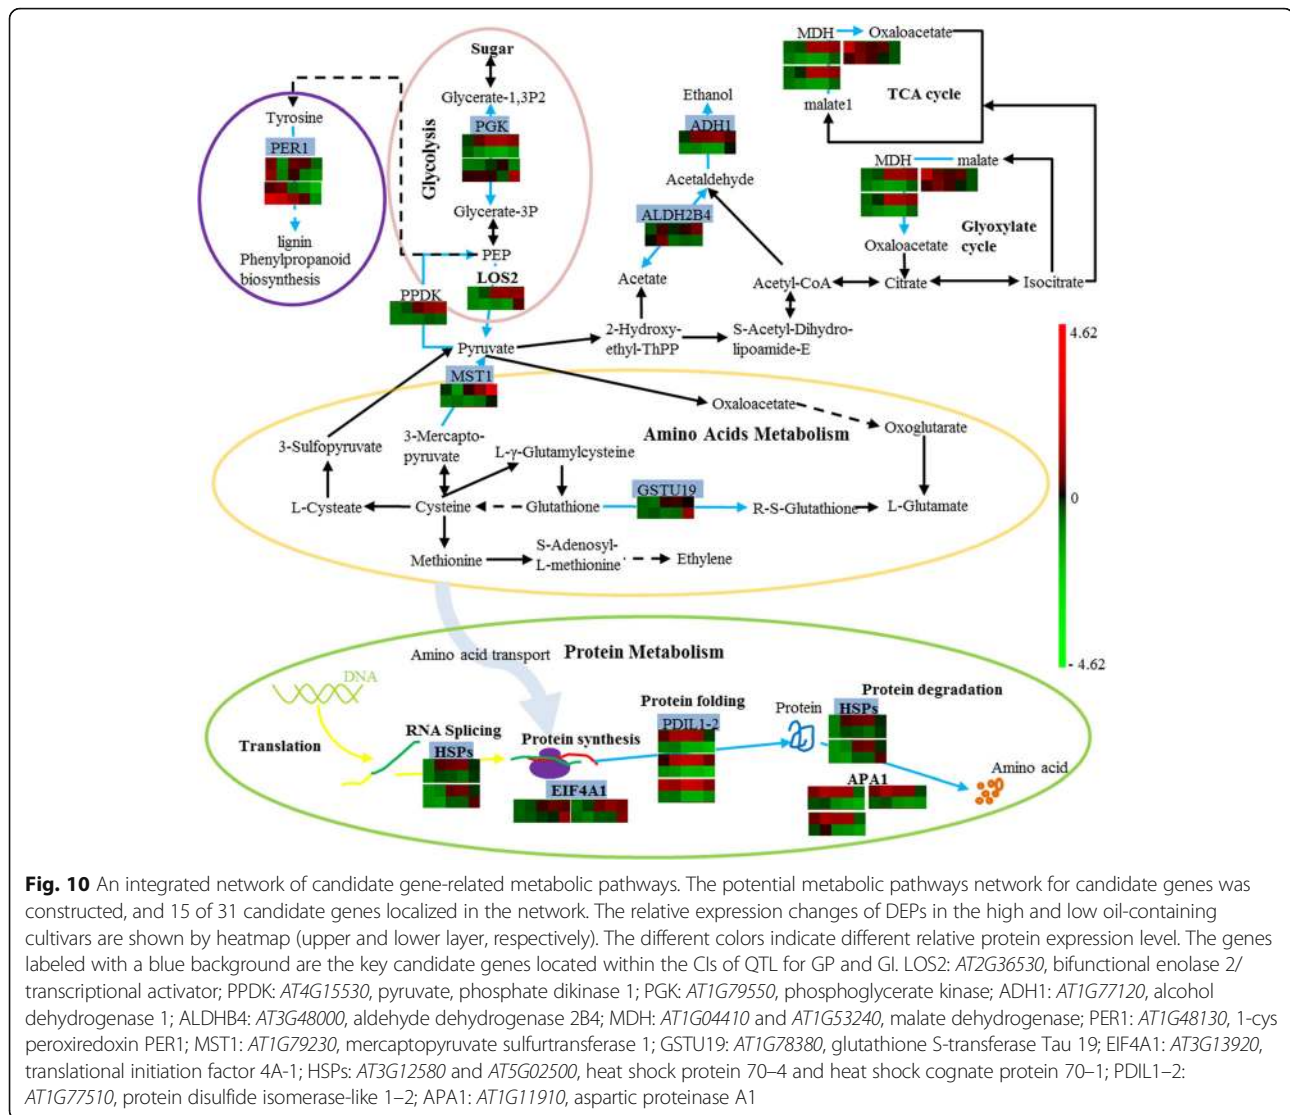 Sugar
Glycerate-1,3P2
PGK
Glycolysis
Glycerate-3P
PEP
LOS2
PPDK
Pyruvate
Tyrosine
PER1
lignin
Phenylpropanoid
biosynthesis
Ethanol
ADH1
Acetaldehyde
ALDH2B4
Acetate
2-Hydroxy-
ethyl-ThPP
S-Acetyl-Dihydro-
lipoamide-E
Acetyl-CoA
Citrate
Isocitrate
MDH
Oxaloacetate
malate1
TCA cycle
MDH
malate
Oxaloacetate
Glyoxylate
cycle
4.62
0
- 4.62
MST1
Oxaloacetate
Oxoglutarate
Amino Acids Metabolism
3-Sulfopyruvate
3-Mercapto-
pyruvate
L-γ-Glutamylcysteine
GSTU19
L-Cysteate
Cysteine
Glutathione
R-S-Glutathione
L-Glutamate
Methionine
S-Adenosyl-
L-methionine
Ethylene
Amino acid transport
Protein Metabolism
DNA
Translation
RNA Splicing
HSPs
Protein synthesis
EIF4A1
Protein folding
PDIL1-2
Protein
Protein degradation
HSPs
APA1
Amino acid
Fig. 10 An integrated network of candidate gene-related metabolic pathways. The potential metabolic pathways network for candidate genes was
constructed, and 15 of 31 candidate genes localized in the network. The relative expression changes of DEPs in the high and low oil-containing
cultivars are shown by heatmap (upper and lower layer, respectively). The different colors indicate different relative protein expression level. The genes
labeled with a blue background are the key candidate genes located within the CIs of QTL for GP and GI. LOS2: AT2G36530, bifunctional enolase 2/
transcriptional activator; PPDK: AT4G15530, pyruvate, phosphate dikinase 1; PGK: AT1G79550, phosphoglycerate kinase; ADH1: AT1G77120, alcohol
dehydrogenase 1; ALDHB4: AT3G48000, aldehyde dehydrogenase 2B4; MDH: AT1G04410 and AT1G53240, malate dehydrogenase; PER1: AT1G48130, 1-cys
peroxiredoxin PER1; MST1: AT1G79230, mercaptopyruvate sulfurtransferase 1; GSTU19: AT1G78380, glutathione S-transferase Tau 19; EIF4A1: AT3G13920,
translational initiation factor 4A-1; HSPs: AT3G12580 and AT5G02500, heat shock protein 70–4 and heat shock cognate protein 70–1; PDIL1–2:
AT1G77510, protein disulfide isomerase-like 1–2; APA1: AT1G11910, aspartic proteinase A1